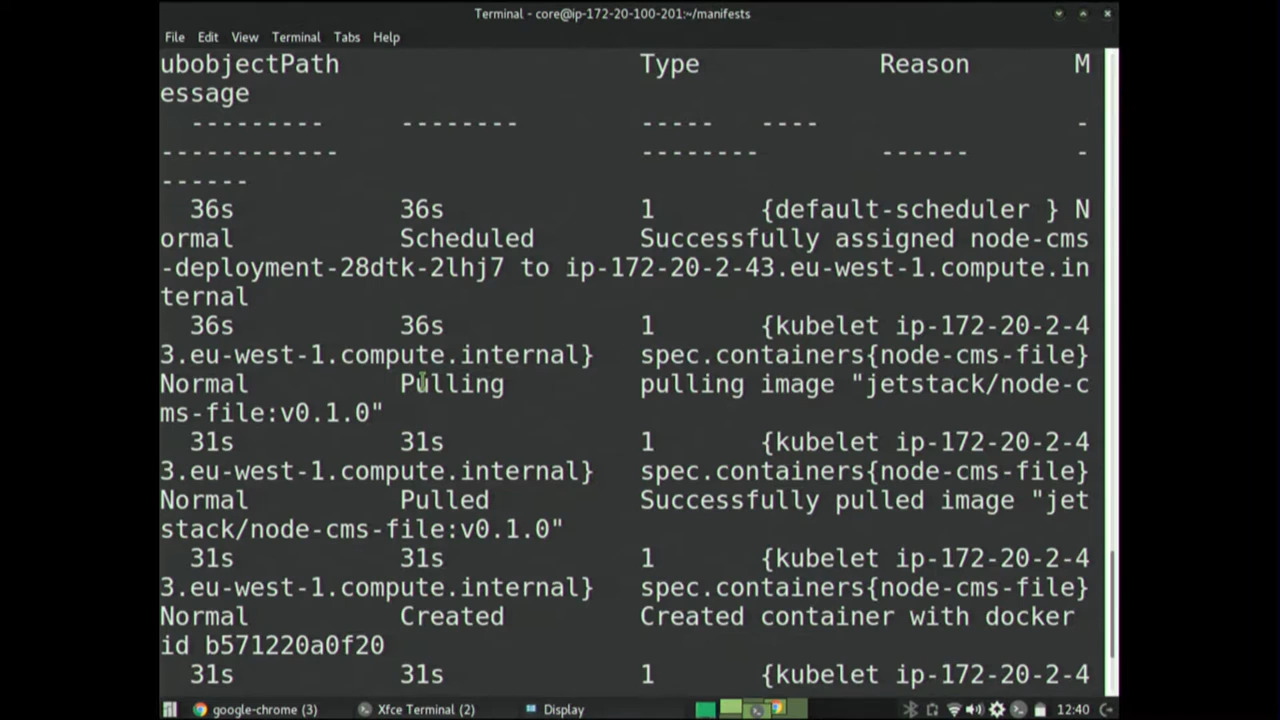 Terminal - core@ip-172-20-100-201:~/manifests
File Edit View Terminal Tabs Help
ubobjectPath Type Reason M
essage
--------- -------- ----- ---- -
------------ -------- ------ -
------
36s 36s 1 {default-scheduler } N
ormal Scheduled Successfully assigned node-cms
-deployment-28dtk-2lhj7 to ip-172-20-2-43.eu-west-1.compute.in
ternal
36s 36s 1 {kubelet ip-172-20-2-4
3.eu-west-1.compute.internal} spec.containers{node-cms-file}
Normal Pulling pulling image "jetstack/node-c
ms-file:v0.1.0"
31s 31s 1 {kubelet ip-172-20-2-4
3.eu-west-1.compute.internal} spec.containers{node-cms-file}
Normal Pulled Successfully pulled image "jet
stack/node-cms-file:v0.1.0"
31s 31s 1 {kubelet ip-172-20-2-4
3.eu-west-1.compute.internal} spec.containers{node-cms-file}
Normal Created Created container with docker
id b571220a0f20
31s 31s 1 {kubelet ip-172-20-2-4
google-chrome (3) Xfce Terminal (2) Display 12:40